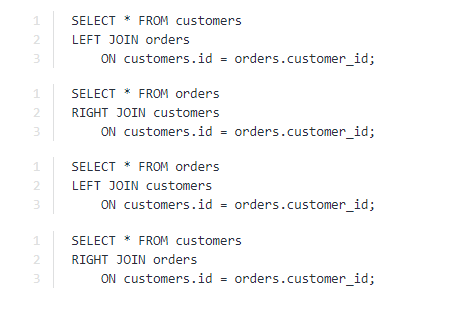 1 SELECT * FROM customers
2 LEFT JOIN orders
3 ON customers.id = orders.customer_id;
1 SELECT * FROM orders
2 RIGHT JOIN customers
3 ON customers.id = orders.customer_id;
1 SELECT * FROM orders
2 LEFT JOIN customers
3 ON customers.id = orders.customer_id;
1 SELECT * FROM customers
2 RIGHT JOIN orders
3 ON customers.id = orders.customer_id;